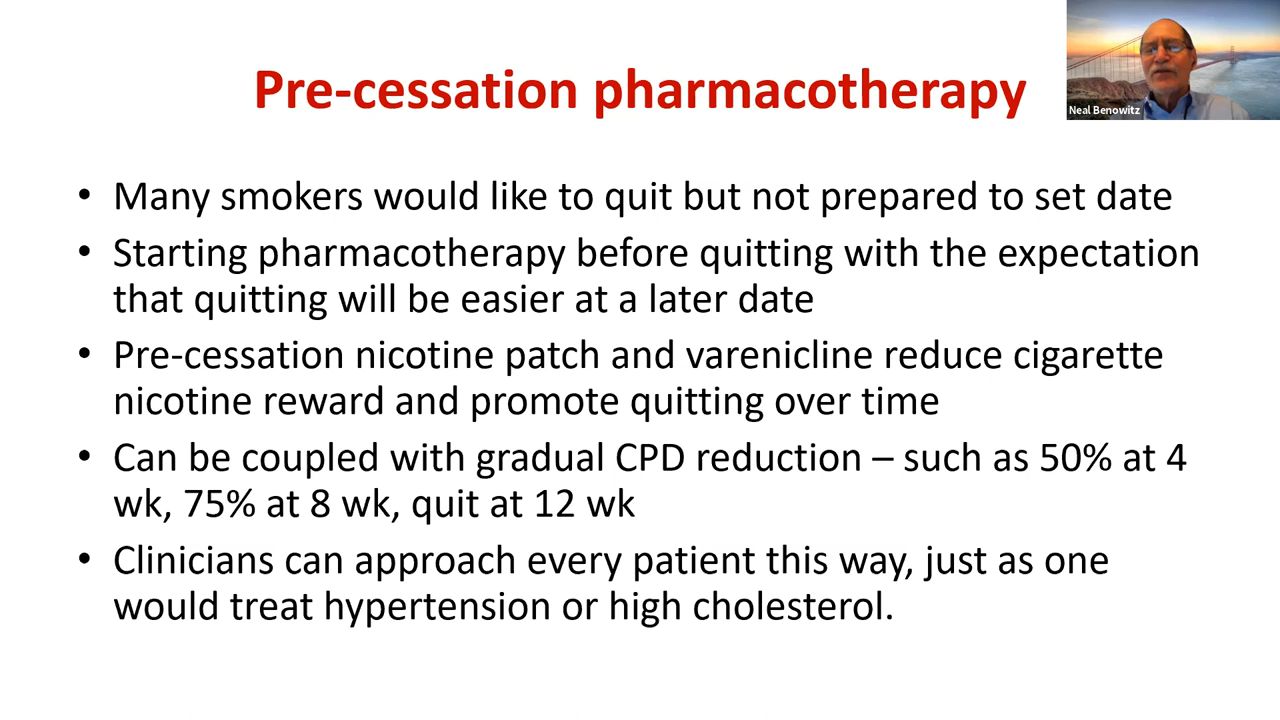 Pre-cessation pharmacotherapy
Neal Benowitz
• Many smokers would like to quit but not prepared to set date
• Starting pharmacotherapy before quitting with the expectation
that quitting will be easier at a later date
• Pre-cessation nicotine patch and varenicline reduce cigarette
nicotine reward and promote quitting over time
• Can be coupled with gradual CPD reduction – such as 50% at 4
wk, 75% at 8 wk, quit at 12 wk
• Clinicians can approach every patient this way, just as one
would treat hypertension or high cholesterol.